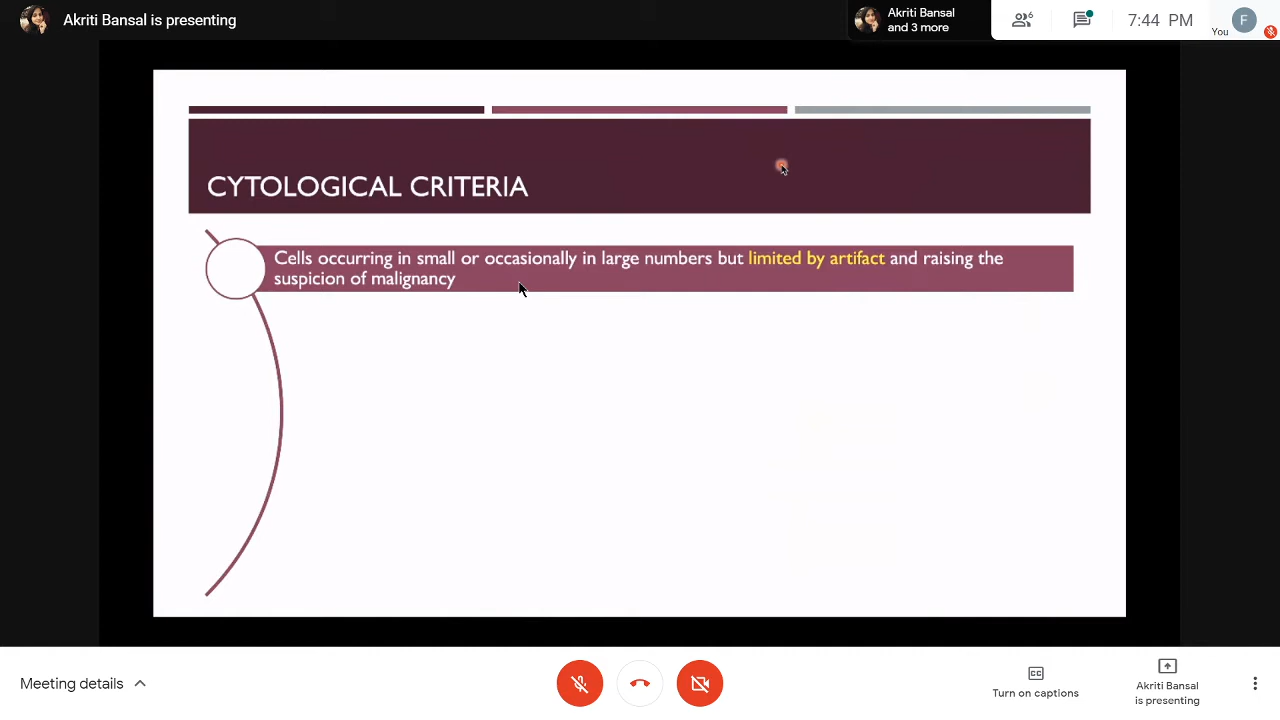 Akriti Bansal is presenting
Akriti Bansal
and 3 more
6
7:44 PM
You
F
CYTOLOGICAL CRITERIA
Cells occurring in small or occasionally in large numbers but limited by artifact and raising the
suspicion of malignancy
Meeting details
CC
Turn on captions
Akriti Bansal
is presenting